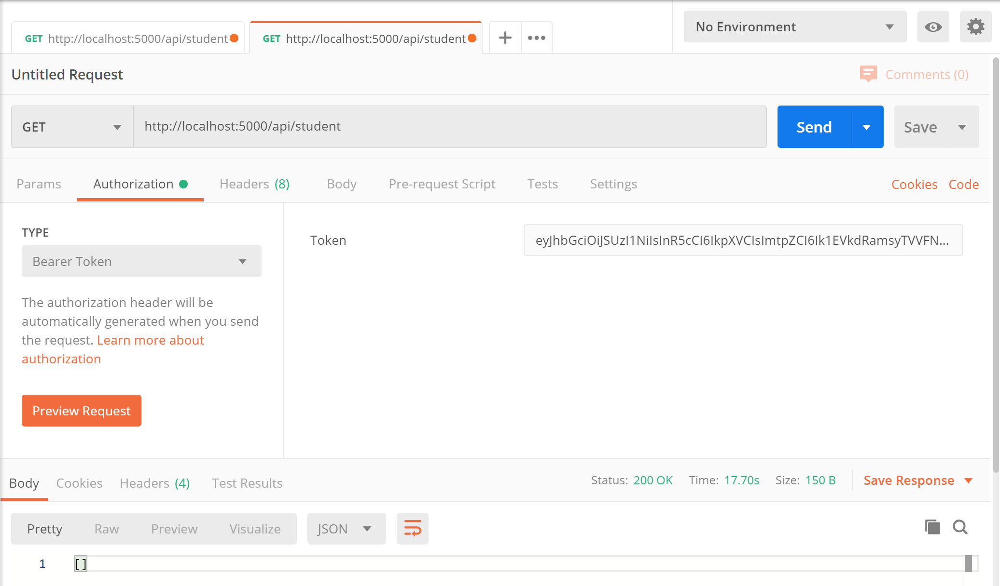 GET http://localhost:5000/api/student GET http://localhost:5000/api/student No Environment
Untitled Request Comments (0)
GET http://localhost:5000/api/student Send Save
Params Authorization Headers (8) Body Pre-request Script Tests Settings Cookies Code
TYPE
Token eyJhbGciOiJSUzI1NiIsInR5cCI6IkpXVCIsImtpZCI6Ik1EVkdRamsyTVVFN...
Bearer Token
The authorization header will be
automatically generated when you send
the request. Learn more about
authorization
Preview Request
Body Cookies Headers (4) Test Results Status: 200 OK Time: 17.70s Size: 150 B Save Response
Pretty Raw Preview Visualize JSON
1 []